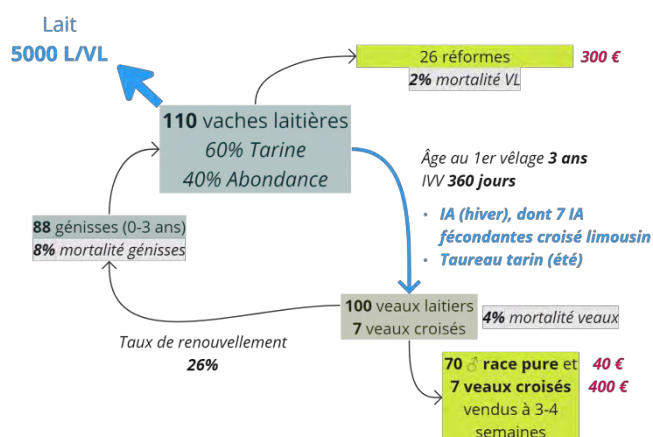 Lait
5000 L/VL
26 réformes
300 €
2% mortalité VL
110 vaches laitières
60% Tarine
40% Abondance
Âge au 1er vêlage 3 ans
IVV 360 jours
• IA (hiver), dont 7 IA
fécondantes croisé limousin
• Taureau tarin (été)
88 génisses (0-3 ans)
8% mortalité génisses
100 veaux laitiers
7 veaux croisés
4% mortalité veaux
Taux de renouvellement
26%
70 ♂ race pure et
40 €
7 veaux croisés
400 €
vendus à 3-4
semaines